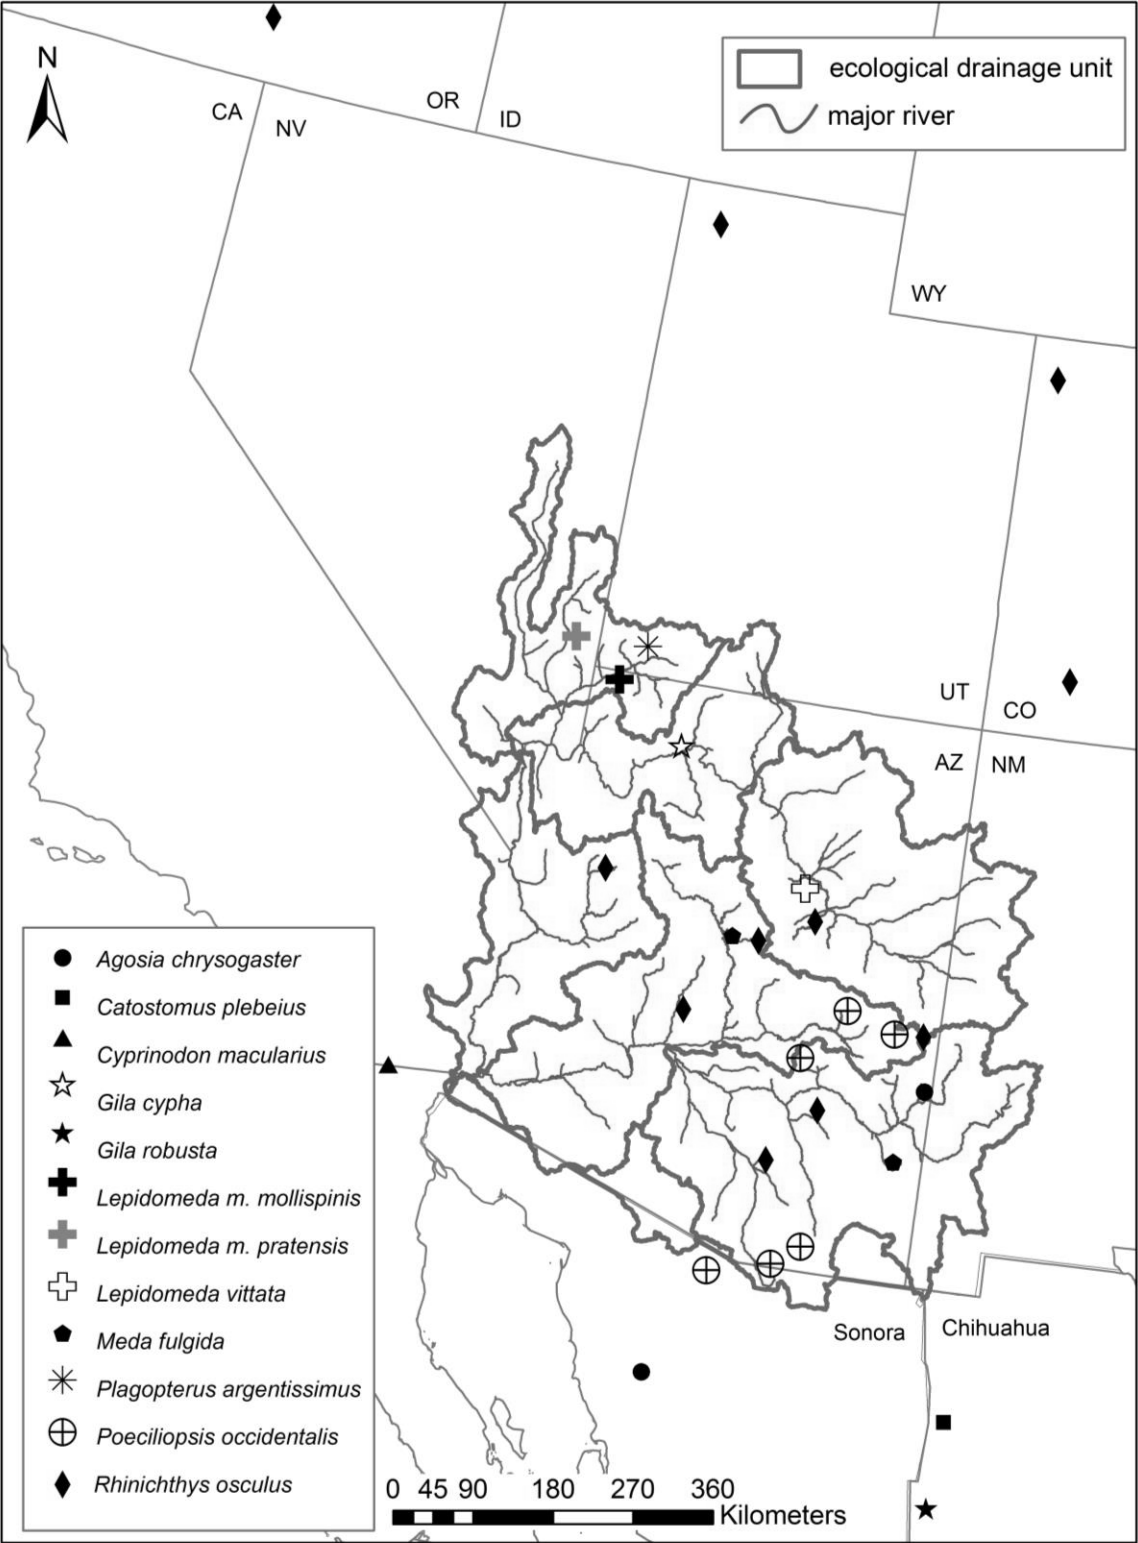 N
CA
NV
OR
ID
ecological drainage unit
major river
WY
UT
CO
AZ
NM
Agosia chrysogaster
Catostomus plebeius
Cyprinodon macularius
Gila cypha
Gila robusta
Lepidomeda m. mollispinis
Lepidomeda m. pratensis
Lepidomeda vittata
Meda fulgida
Plagopterus argentissimus
Poeciliopsis occidentalis
Rhinichthys osculus
Sonora
Chihuahua
0 45 90 180 270 360
Kilometers